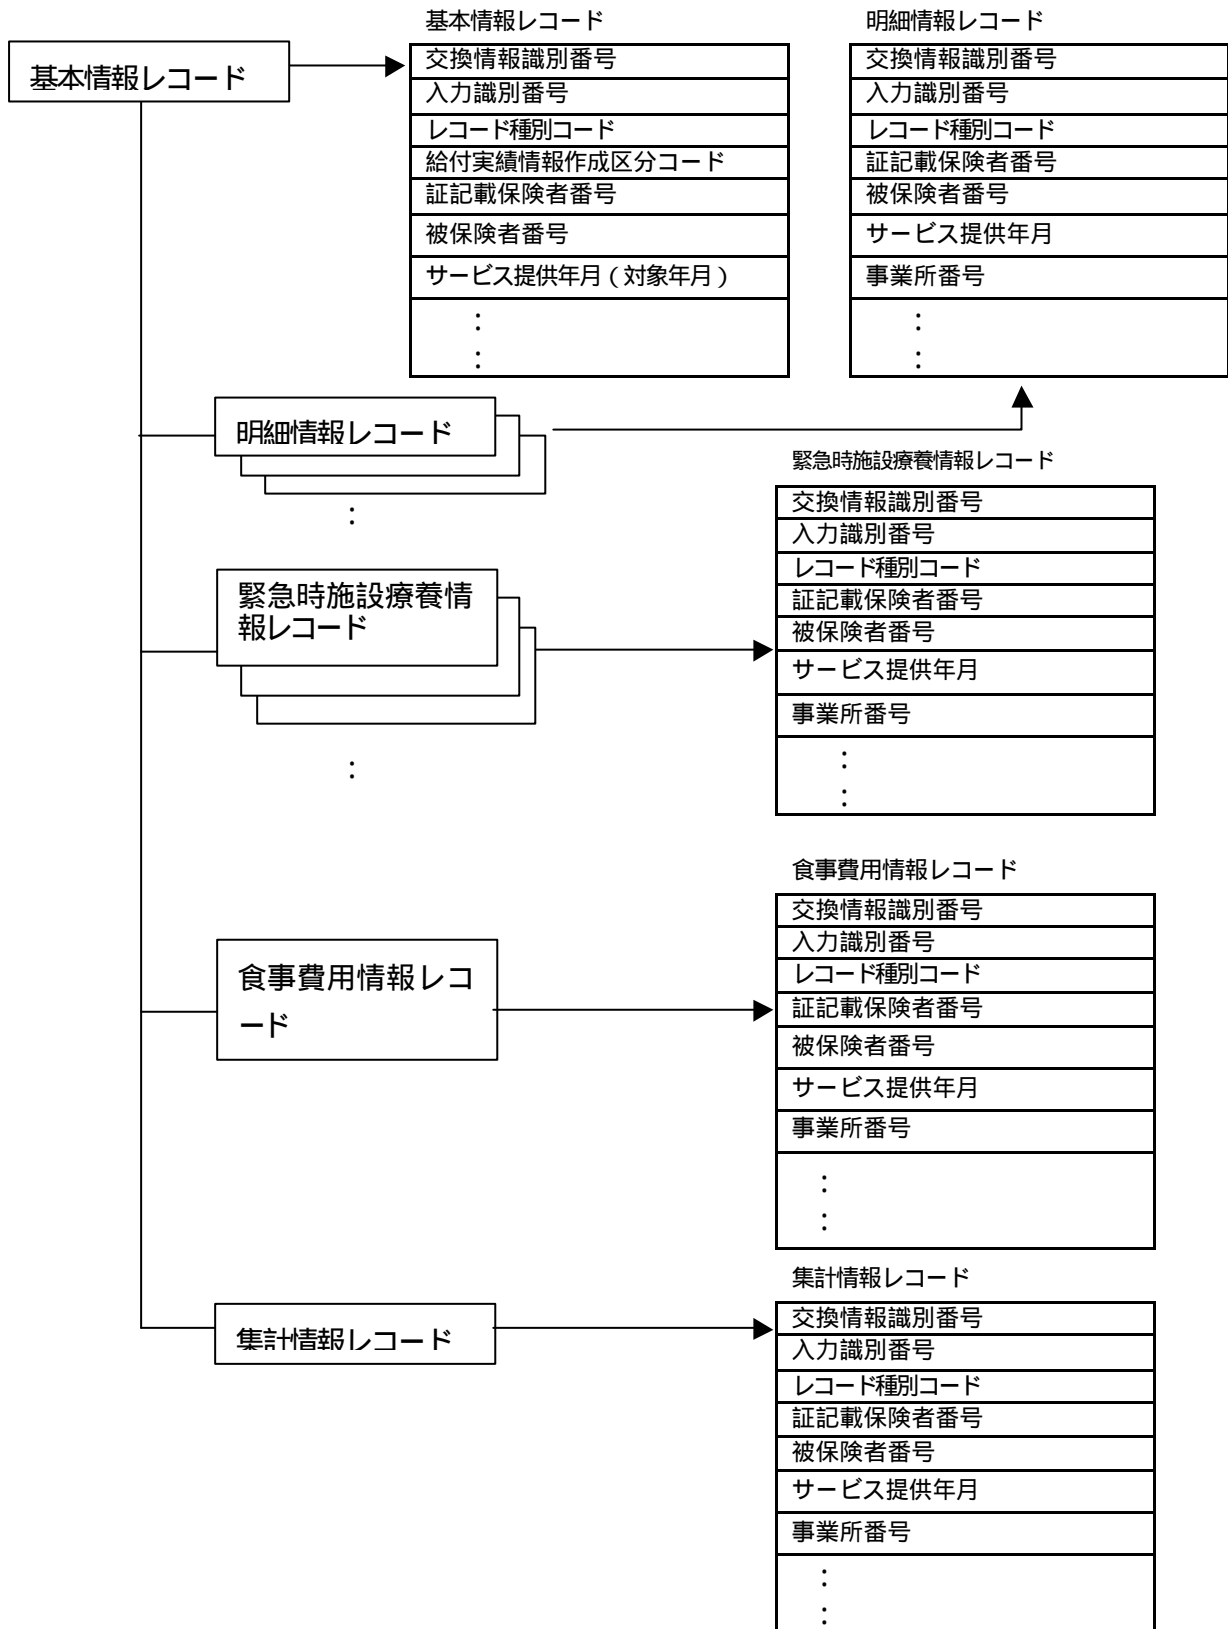 基本情報レコード
明細情報レコード
基本情報レコード
交換情報識別番号
入力識別番号
レコード種別コード
給付実績情報作成区分コード
証記載保険者番号
被保険者番号
サービス提供年月(対象年月)
:
:
交換情報識別番号
入力識別番号
レコード種別コード
証記載保険者番号
被保険者番号
サービス提供年月
事業所番号
:
:
明細情報レコード
:
緊急時施設療養情報レコード
交換情報識別番号
入力識別番号
レコード種別コード
証記載保険者番号
被保険者番号
サービス提供年月
事業所番号
:
:
緊急時施設療養情
報レコード
:
食事費用情報レコード
交換情報識別番号
入力識別番号
レコード種別コード
証記載保険者番号
被保険者番号
サービス提供年月
事業所番号
:
:
食事費用情報レコ
ード
集計情報レコード
交換情報識別番号
入力識別番号
レコード種別コード
証記載保険者番号
被保険者番号
サービス提供年月
事業所番号
:
:
集計情報レコード